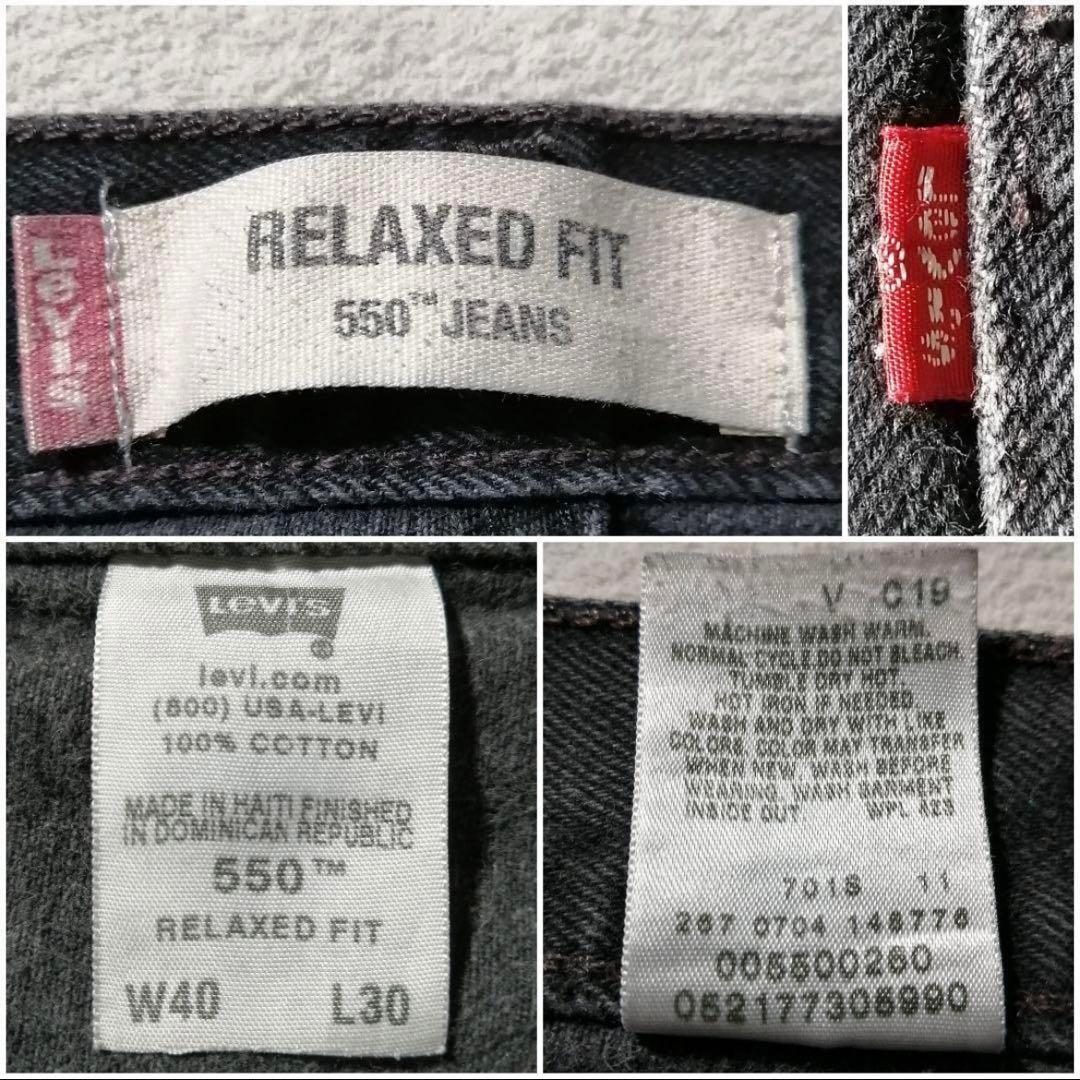 LEVI'S
RELAXED FIT
550™ JEANS
LEVI'S
®
LEVI'S
®
levi.com
(800) USA-LEVI
100% COTTON
MADE IN HAITI FINISHED
IN DOMINICAN REPUBLIC
550™
RELAXED FIT
W40 L30
V C19
MACHINE WASH WARM.
NORMAL CYCLE.DO NOT BLEACH.
TUMBLE DRY HOT.
HOT IRON IF NEEDED.
WASH AND DRY WITH LIKE
COLORS. COLOR MAY TRANSFER
WHEN NEW. WASH BEFORE
WEARING. WASH GARMENT
INSIDE OUT. WPL 423
11
267 0704 148776
005500260